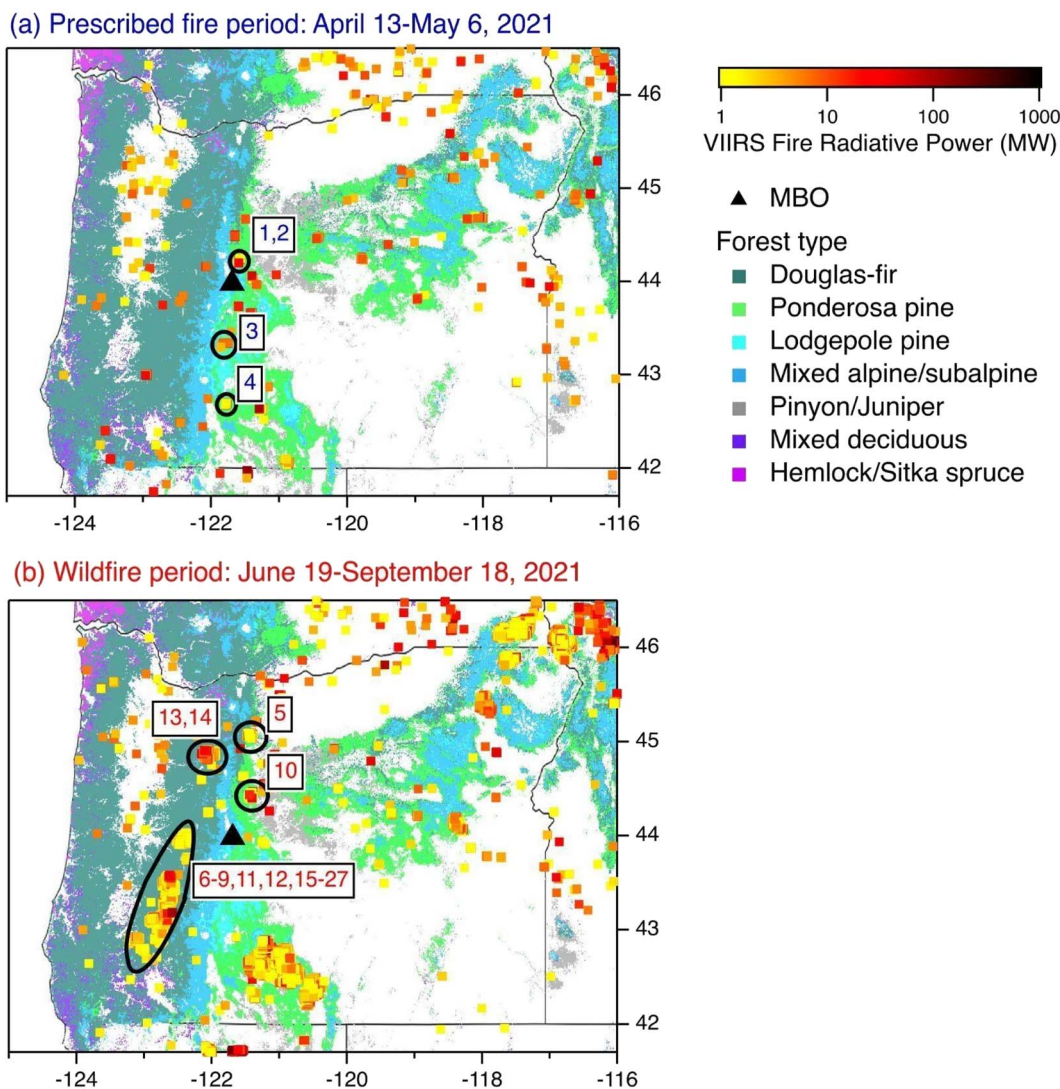 (a) Prescribed fire period: April 13-May 6, 2021
46
45
44
43
42
-124
-122
-120
-118
-116
1,2
3
4
1
10
100
1000
VIIRS Fire Radiative Power (MW)
MBO
Forest type
Douglas-fir
Ponderosa pine
Lodgepole pine
Mixed alpine/subalpine
Pinyon/Juniper
Mixed deciduous
Hemlock/Sitka spruce
(b) Wildfire period: June 19-September 18, 2021
13,14
5
10
6-9,11,12,15-27
46
45
44
43
42
-124
-122
-120
-118
-116